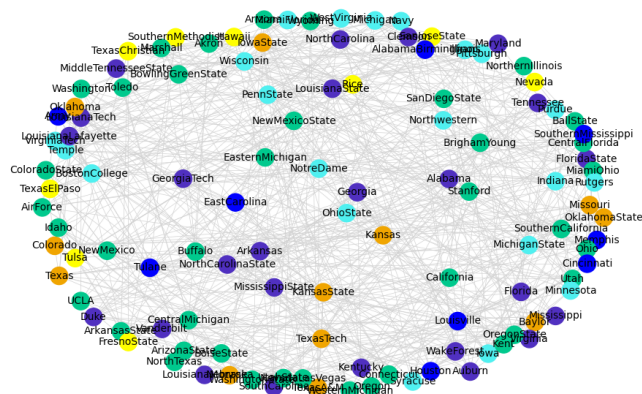 WestVirginia
Michigan
Navy
Wyoming
Hawaii
SouthernMethodist
Clemson
Akron
IowaState
NorthCarolina
Maryland
Marshall
TexasChristian
Pittsburgh
Wisconsin
MiddleTennesseeState
BowlingGreenState
NorthernIllinois
Toledo
Rice
Nevada
Washington
LouisianaState
PennState
SanDiegoState
Tennessee
Oklahoma
Purdue
NewMexicoState
Northwestern
BallState
LouisianaLafayette
SouthernMississippi
VirginiaTech
BrighamYoung
CentralFlorida
Temple
EasternMichigan
FloridaState
ColoradoState
BostonCollege
NotreDame
MiamiOhio
GeorgiaTech
Alabama
Indiana
Rutgers
TexasElPaso
Georgia
Stanford
AirForce
EastCarolina
Missouri
OhioState
OklahomaState
Idaho
SouthernCalifornia
Kansas
Memphis
Colorado
NewMexico
Buffalo
Arkansas
MichiganState
Ohio
Tulsa
Tulane
NorthCarolinaState
Cincinnati
Texas
California
Utah
MississippiState
KansasState
Florida
Minnesota
UCLA
Duke
CentralMichigan
Louisville
Mississippi
ArkansasState
Vanderbilt
Baylor
FresnoState
TexasTech
OregonState
Virginia
ArizonaState
BoiseState
WakeForest
Iowa
Kent
NorthTexas
Kentucky
Houston
Auburn
Connecticut
Syracuse
Oregon
WesternMichigan